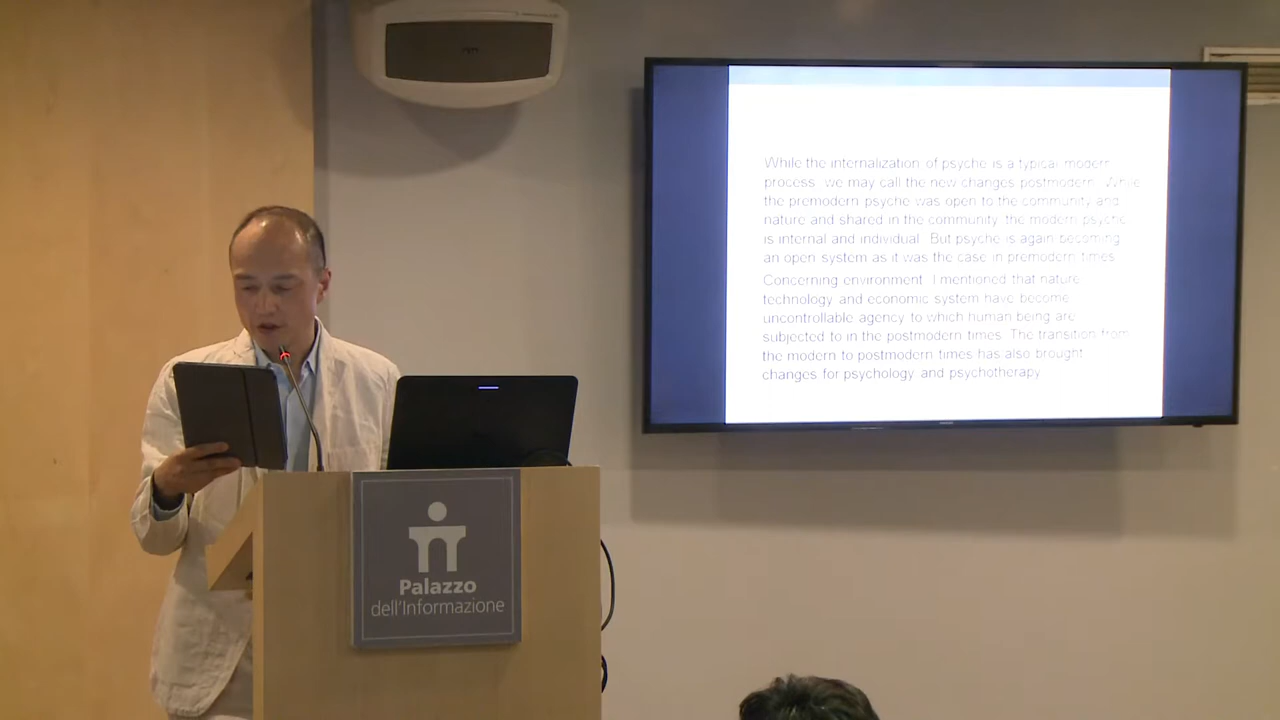 While the internalization of psyche is a typical modern
process we may call the new changes postmodern. While
the premodern psyche was open to the community and
nature and shared in the community the modern psyche
is internal and individual. But psyche is again becoming
an open system as it was the case in premodern times
Concerning environment I mentioned that nature
technology and economic system have become
uncontrollable agency to which human being are
subjected to in the postmodern times. The transition from
the modern to postmodern times has also brought
changes for psychology and psychotherapy
Palazzo
dell'Informazione